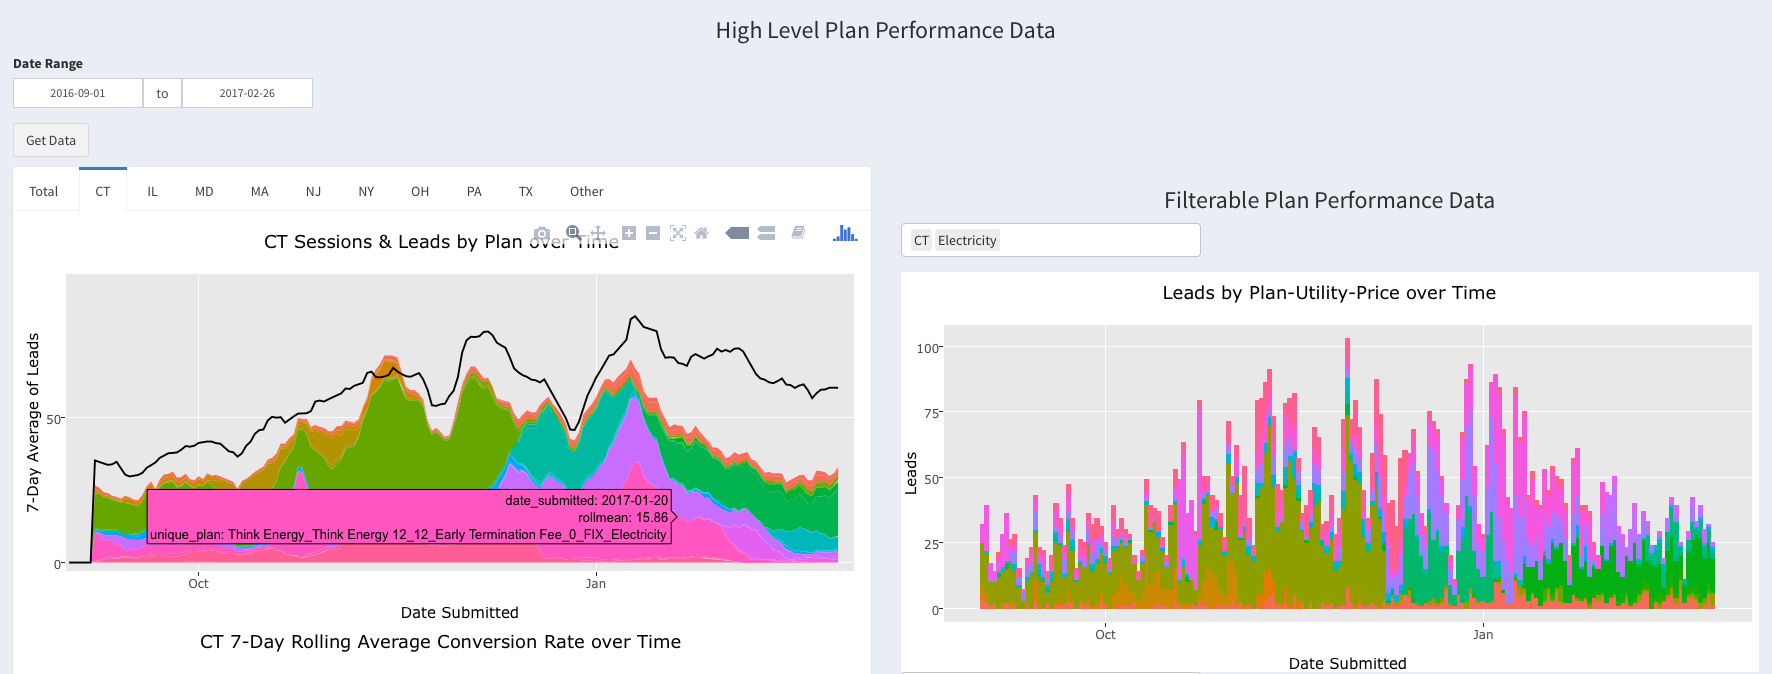 High Level Plan Performance Data
Date Range
2016-09-01 to 2017-02-26
Get Data
Total CT IL MD MA NJ NY OH PA TX Other
CT Sessions & Leads by Plan over Time
7-Day Average of Leads
50
0
date_submitted: 2017-01-20
rollmean: 15.86
unique_plan: Think Energy_Think Energy 12_12_Early Termination Fee_0_FIX_Electricity
Oct Jan
Date Submitted
CT 7-Day Rolling Average Conversion Rate over Time
Filterable Plan Performance Data
CT Electricity
Leads by Plan-Utility-Price over Time
Leads
100
75
50
25
0
Oct Jan
Date Submitted